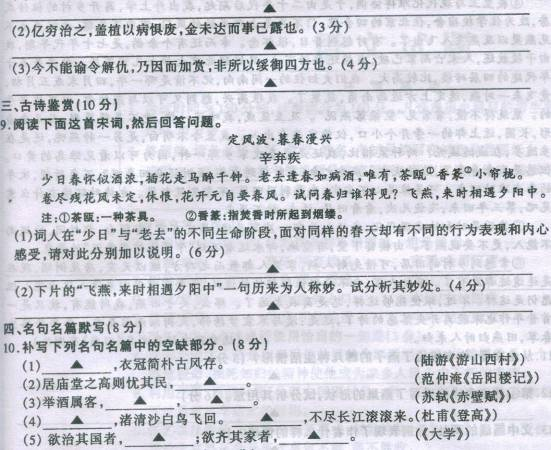 (2)亿穷治之,盖植以病惧废,金未达而事已露也。(3分)
(3)今不能谕令解仇,乃因而加赏,非所以绥御四方也。(4分)
三、古诗鉴赏(10分)
9.阅读下面这首宋词,然后回答问题。
定风波·暮春漫兴
辛弃疾
少日春怀似酒浓,插花走马醉千钟。老去逢春如病酒,唯有,茶瓯①香篆②小帘栊。
卷尽残花风未定,休恨,花开元自要春风。试问春归谁得见?飞燕,来时相遇夕阳中。
注:①茶瓯:一种茶具。 ②香篆:指焚香时所起到烟缕。
(1)词人在“少日”与“老去”的不同生命阶段,面对同样的春天却有不同的行为表现和内心
感受,请对此分别加以说明。(6分)
(2)下片的“飞燕,来时相遇夕阳中”一句历来为人称妙。试分析其妙处。(4分)
四、名句名篇默写(8分)
10.补写下列名句名篇中的空缺部分。(8分)
(1)____,衣冠简朴古风存。 (陆游《游山西村》)
(2)居庙堂之高则忧其民,____。 (范仲淹《岳阳楼记》)
(3)举酒属客,____,____。 (苏轼《赤壁赋》)
(4)____,渚清沙白鸟飞回。____,不尽长江滚滚来。(杜甫《登高》)
(5) 欲治其国者,____;欲齐其家者,____。 (《大学》)